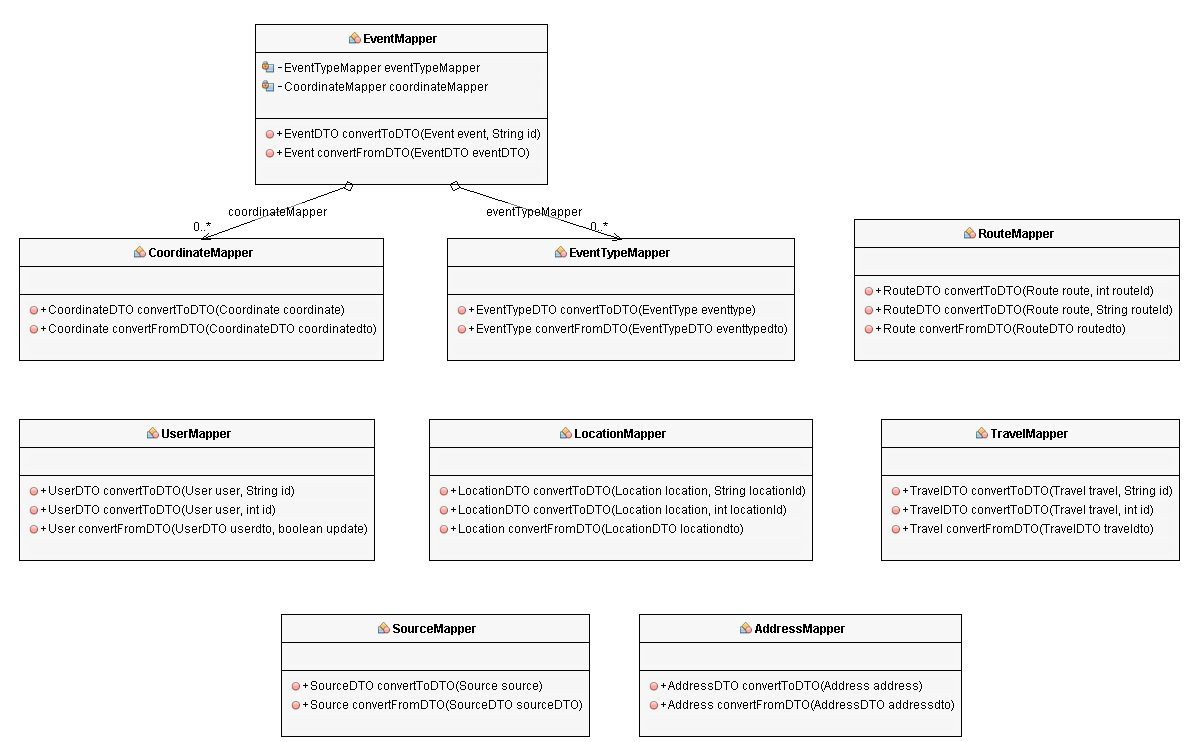 EventMapper
- EventTypeMapper eventTypeMapper
- CoordinateMapper coordinateMapper
+ EventDTO convertToDTO(Event event, String id)
+ Event convertFromDTO(EventDTO eventDTO)
coordinateMapper
0..*
eventTypeMapper
0..*
CoordinateMapper
+ CoordinateDTO convertToDTO(Coordinate coordinate)
+ Coordinate convertFromDTO(CoordinateDTO coordinatedto)
EventTypeMapper
+ EventTypeDTO convertToDTO(EventType eventtype)
+ EventType convertFromDTO(EventTypeDTO eventtypedto)
RouteMapper
+ RouteDTO convertToDTO(Route route, int routeId)
+ RouteDTO convertToDTO(Route route, String routeId)
+ Route convertFromDTO(RouteDTO routedto)
UserMapper
+ UserDTO convertToDTO(User user, String id)
+ UserDTO convertToDTO(User user, int id)
+ User convertFromDTO(UserDTO userdto, boolean update)
LocationMapper
+ LocationDTO convertToDTO(Location location, String locationId)
+ LocationDTO convertToDTO(Location location, int locationId)
+ Location convertFromDTO(LocationDTO locationdto)
TravelMapper
+ TravelDTO convertToDTO(Travel travel, String id)
+ TravelDTO convertToDTO(Travel travel, int id)
+ Travel convertFromDTO(TravelDTO traveldto)
SourceMapper
+ SourceDTO convertToDTO(Source source)
+ Source convertFromDTO(SourceDTO sourceDTO)
AddressMapper
+ AddressDTO convertToDTO(Address address)
+ Address convertFromDTO(AddressDTO addressdto)